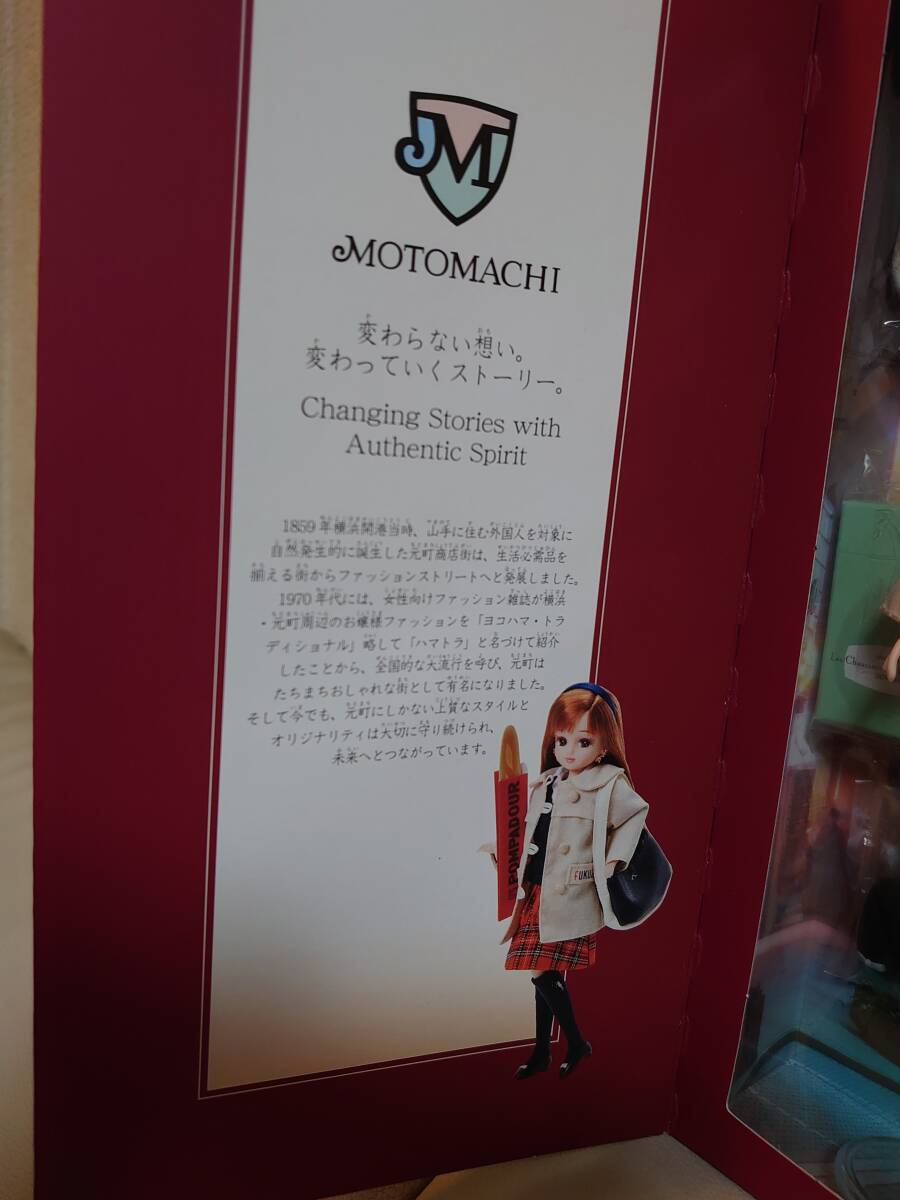 JM
MOTOMACHI
変わらない想い。
変わっていくストーリー。
Changing Stories with
Authentic Spirit
1859年横浜開港当時、山手に住む外国人を対象に
自然発生的に誕生した元町商店街は、生活必需品を
揃える街からファッションストリートへと発展しました。
1970年代には、女性向けファッション雑誌が横浜
・元町周辺のお嬢様ファッションを「ヨコハマ・トラ
ディショナル」略して「ハマトラ」と名づけて紹介
したことから、全国的な大流行を呼び、元町は
たちまちおしゃれな街として有名になりました。
そして今でも、元町にしかない上質なスタイルと
オリジナリティは大切に守り続けられ、
未来へとつながっています。
POMPADOUR
FUKU